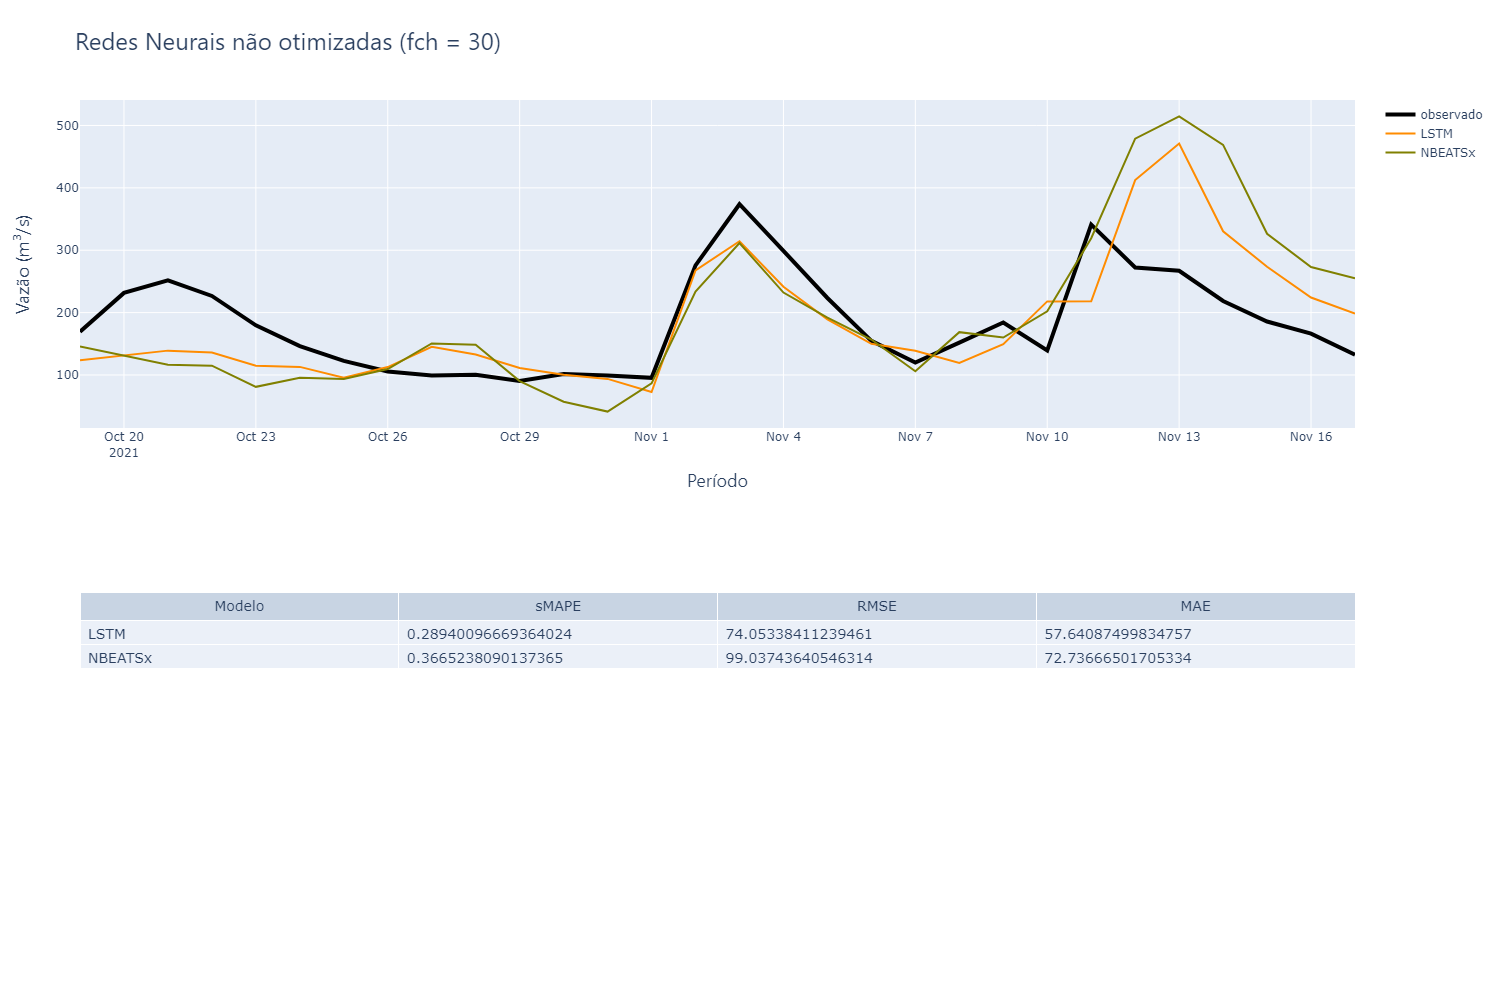 Redes Neurais não otimizadas (fch = 30)
observado
LSTM
NBEATSx
Vazão (m³/s)
500
400
300
200
100
Oct 20 Oct 23 Oct 26 Oct 29 Nov 1 Nov 4 Nov 7 Nov 10 Nov 13 Nov 16
2021
Período
Modelo sMAPE RMSE MAE
LSTM 0.28940096669364024 74.05338411239461 57.64087499834757
NBEATSx 0.3665238090137365 99.03743640546314 72.73666501705334